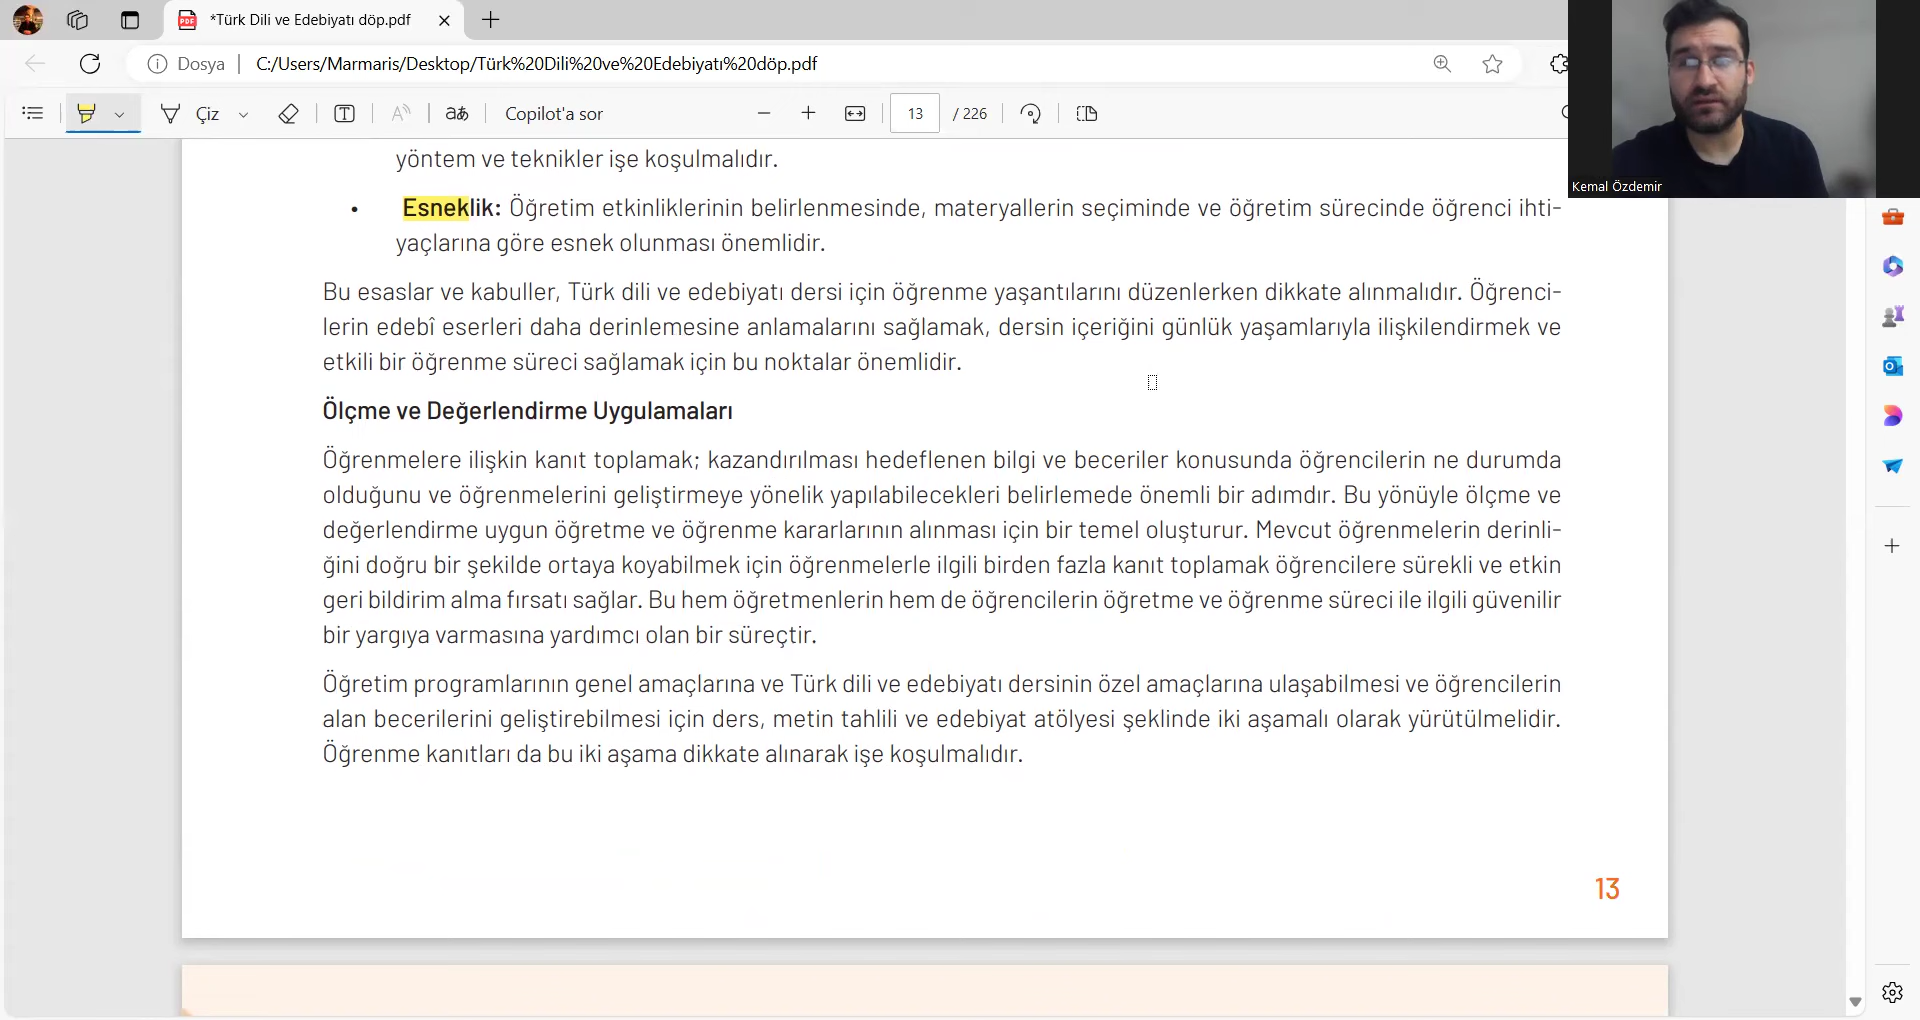 *Türk Dili ve Edebiyatı döp.pdf
Dosya
C:/Users/Marmaris/Desktop/Türk%20Dili%20ve%20Edebiyatı%20döp.pdf
Çiz
aあ
Copilot'a sor
13 / 226
Kemal Özdemir
yöntem ve teknikler işe koşulmalıdır.
• Esneklik: Öğretim etkinliklerinin belirlenmesinde, materyallerin seçiminde ve öğretim sürecinde öğrenci ihti-
yaçlarına göre esnek olunması önemlidir.
Bu esaslar ve kabuller, Türk dili ve edebiyatı dersi için öğrenme yaşantılarını düzenlerken dikkate alınmalıdır. Öğrenci-
lerin edebî eserleri daha derinlemesine anlamalarını sağlamak, dersin içeriğini günlük yaşamlarıyla ilişkilendirmek ve
etkili bir öğrenme süreci sağlamak için bu noktalar önemlidir.
Ölçme ve Değerlendirme Uygulamaları
Öğrenmelere ilişkin kanıt toplamak; kazandırılması hedeflenen bilgi ve beceriler konusunda öğrencilerin ne durumda
olduğunu ve öğrenmelerini geliştirmeye yönelik yapılabilecekleri belirlemede önemli bir adımdır. Bu yönüyle ölçme ve
değerlendirme uygun öğretme ve öğrenme kararlarının alınması için bir temel oluşturur. Mevcut öğrenmelerin derinli-
ğini doğru bir şekilde ortaya koyabilmek için öğrenmelerle ilgili birden fazla kanıt toplamak öğrencilere sürekli ve etkin
geri bildirim alma fırsatı sağlar. Bu hem öğretmenlerin hem de öğrencilerin öğretme ve öğrenme süreci ile ilgili güvenilir
bir yargıya varmasına yardımcı olan bir süreçtir.
Öğretim programlarının genel amaçlarına ve Türk dili ve edebiyatı dersinin özel amaçlarına ulaşabilmesi ve öğrencilerin
alan becerilerini geliştirebilmesi için ders, metin tahlili ve edebiyat atölyesi şeklinde iki aşamalı olarak yürütülmelidir.
Öğrenme kanıtları da bu iki aşama dikkate alınarak işe koşulmalıdır.
13